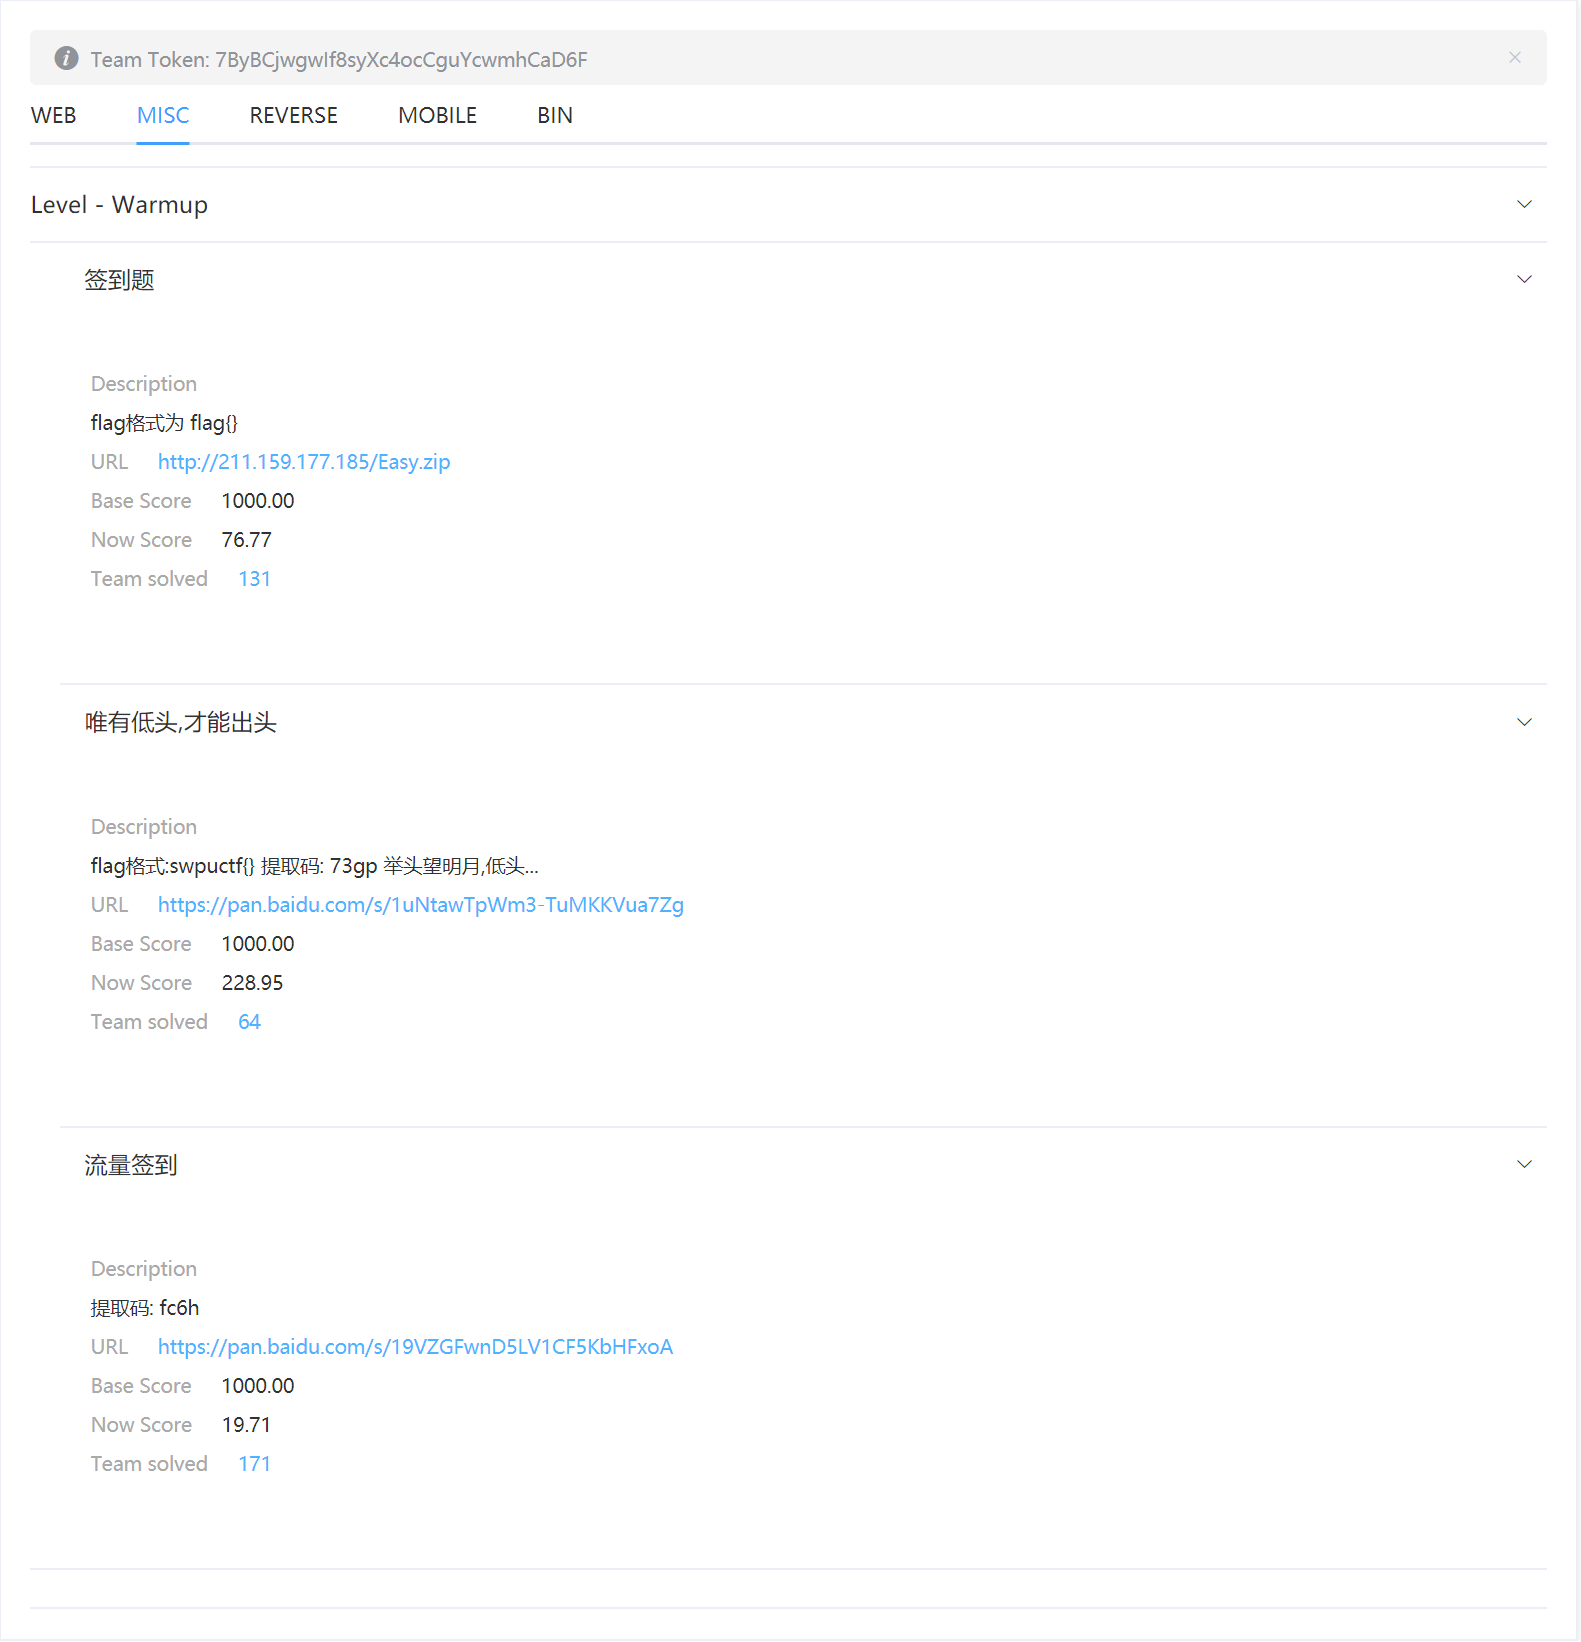 Team Token: 7ByBCjwgwIf8syXc4ocCguYcwmhCaD6F
WEB MISC REVERSE MOBILE BIN
Level - Warmup
签到题
Description
flag格式为 flag{}
URL http://211.159.177.185/Easy.zip
Base Score 1000.00
Now Score 76.77
Team solved 131
唯有低头,才能出头
Description
flag格式:swpuctf{} 提取码: 73gp 举头望明月,低头...
URL https://pan.baidu.com/s/1uNtawTpWm3-TuMKKVua7Zg
Base Score 1000.00
Now Score 228.95
Team solved 64
流量签到
Description
提取码: fc6h
URL https://pan.baidu.com/s/19VZGFwnD5LV1CF5KbHFxoA
Base Score 1000.00
Now Score 19.71
Team solved 171